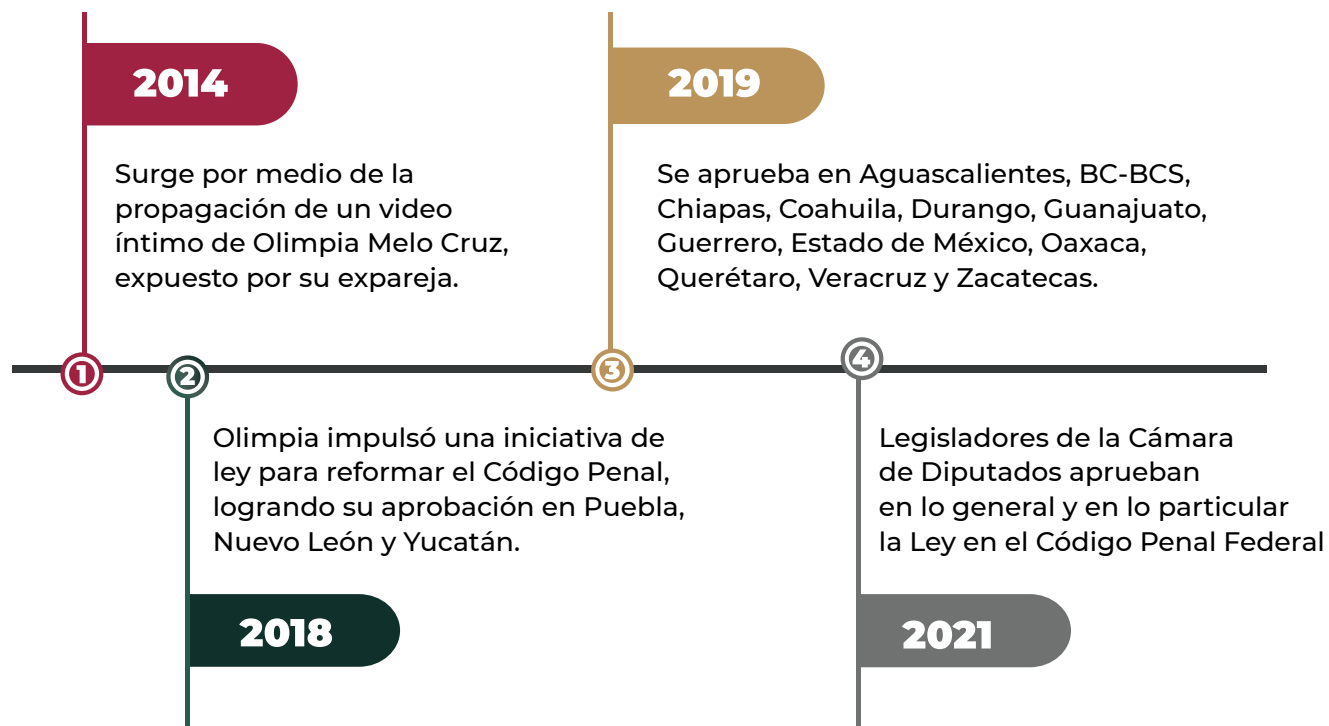 2014
Surge por medio de la
propagación de un video
íntimo de Olimpia Melo Cruz,
expuesto por su expareja.
2019
Se aprueba en Aguascalientes, BC-BCS,
Chiapas, Coahuila, Durango, Guanajuato,
Guerrero, Estado de México, Oaxaca,
Querétaro, Veracruz y Zacatecas.
1
2
3
4
Olimpia impulsó una iniciativa de
ley para reformar el Código Penal,
logrando su aprobación en Puebla,
Nuevo León y Yucatán.
2018
Legisladores de la Cámara
de Diputados aprueban
en lo general y en lo particular
la Ley en el Código Penal Federal
2021